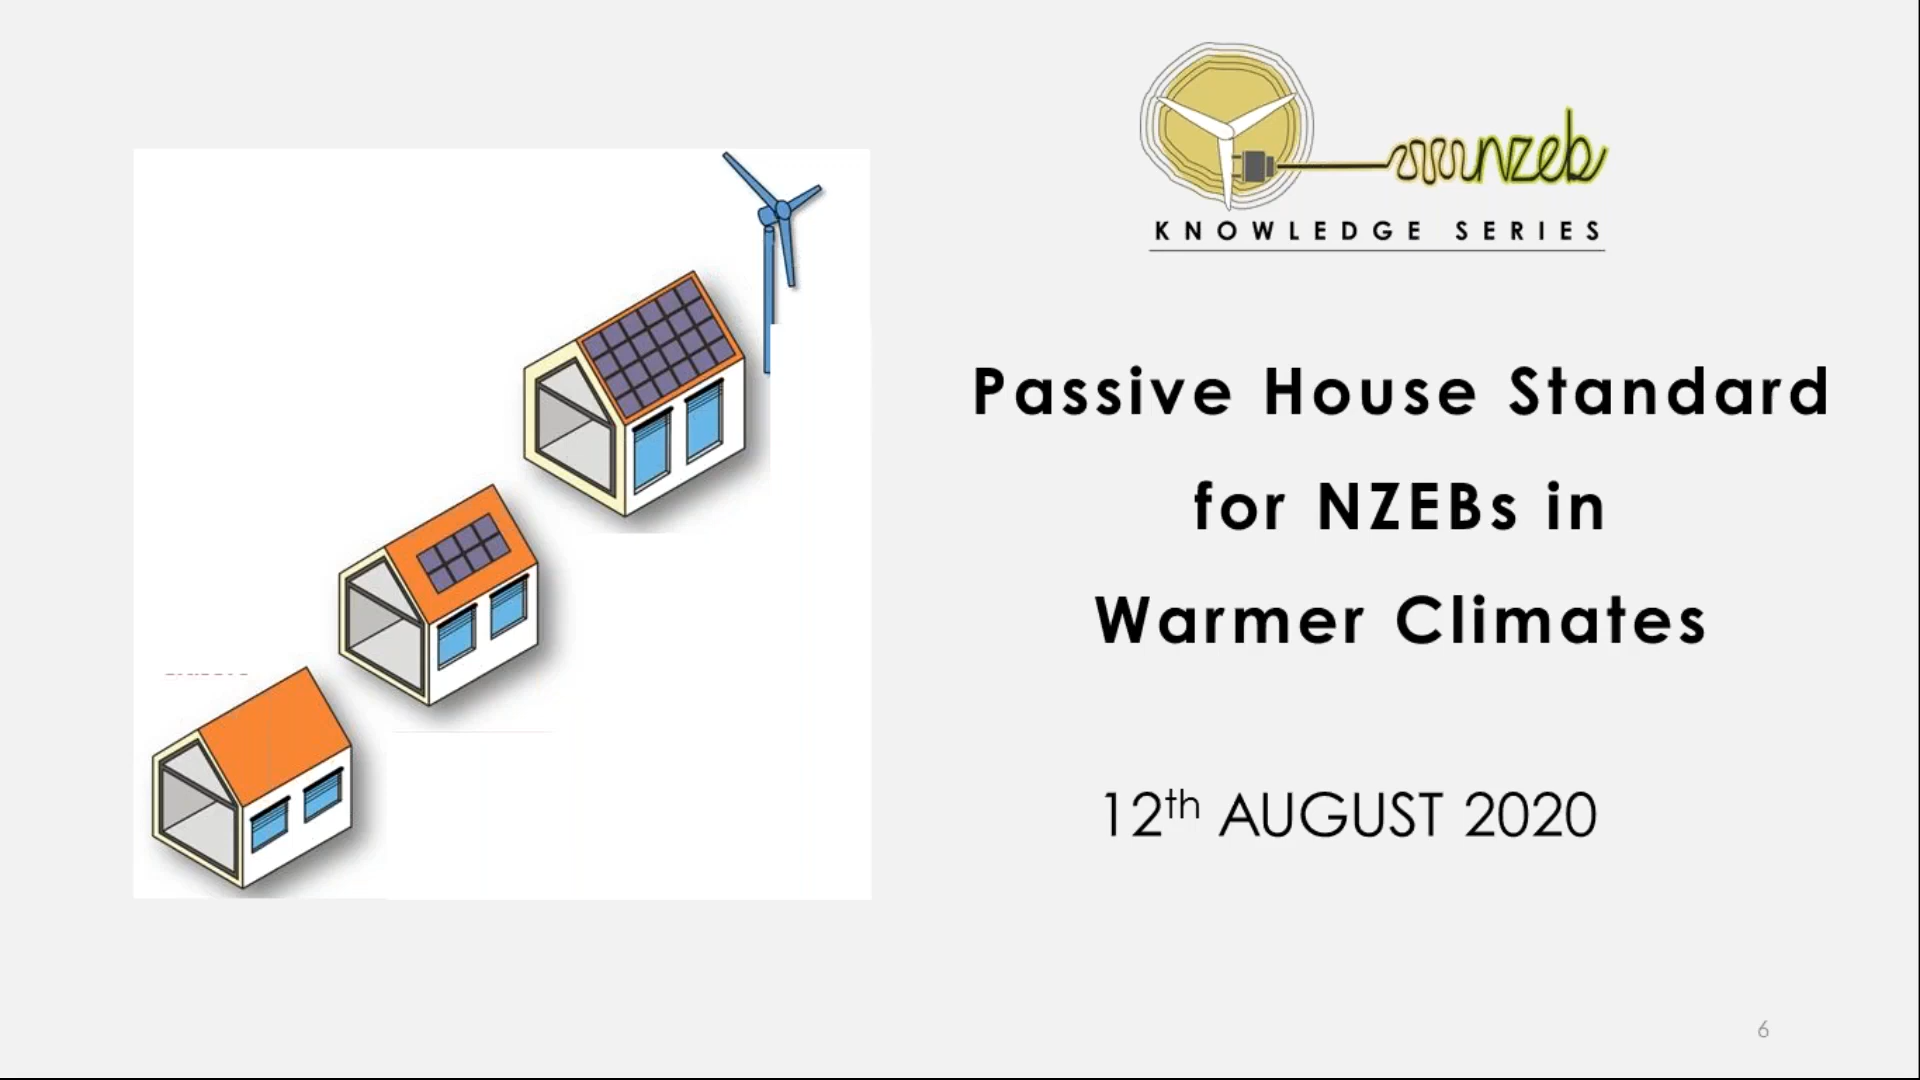 nzeb
KNOWLEDGE SERIES
Passive House Standard
for NZEBs in
Warmer Climates
12th AUGUST 2020
6